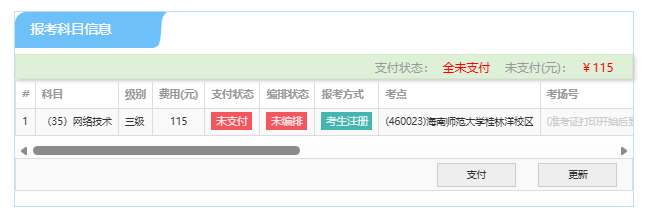 报考科目信息
支付状态: 全未支付 未支付(元): ¥ 115
# 科目 级别 费用(元) 支付状态 编排状态 报考方式 考点 考场号
1 (35) 网络技术 三级 115 未支付 未编排 考生注册 (460023)海南师范大学桂林洋校区 0准考证打印开始后显
支付 更新